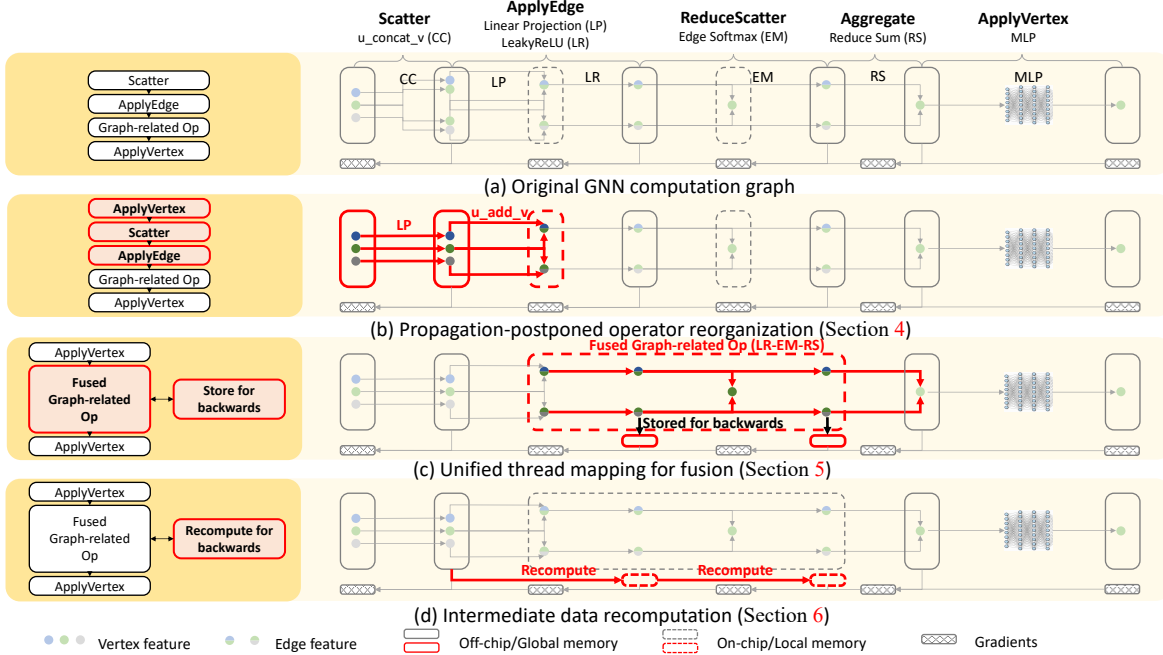 Scatter
u_concat_v (CC)
ApplyEdge
Linear Projection (LP)
LeakyReLU (LR)
ReduceScatter
Edge Softmax (EM)
Aggregate
Reduce Sum (RS)
ApplyVertex
MLP
Scatter
ApplyEdge
Graph-related Op
ApplyVertex
CC
LP
LR
EM
RS
MLP
(a) Original GNN computation graph
ApplyVertex
Scatter
ApplyEdge
Graph-related Op
ApplyVertex
LP
u_add_v
(b) Propagation-postponed operator reorganization (Section 4)
ApplyVertex
Fused
Graph-related
Op
ApplyVertex
Store for
backwards
Fused Graph-related Op (LR-EM-RS)
Stored for backwards
(c) Unified thread mapping for fusion (Section 5)
ApplyVertex
Fused
Graph-related
Op
ApplyVertex
Recompute for
backwards
Recompute
Recompute
(d) Intermediate data recomputation (Section 6)
Vertex feature
Edge feature
Off-chip/Global memory
On-chip/Local memory
Gradients